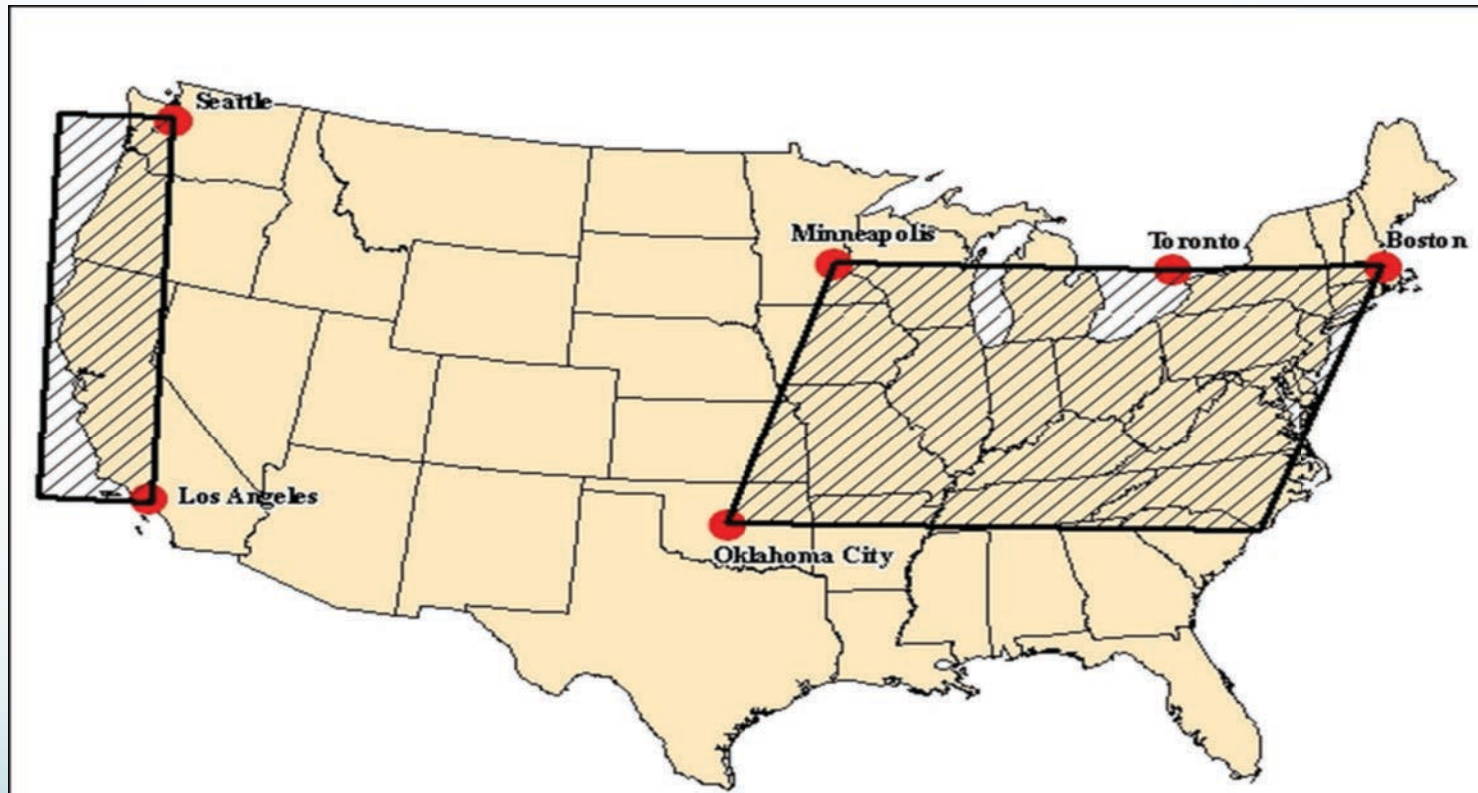 Seattle
Minneapolis
Toronto
Boston
Los Angeles
Oklahoma City